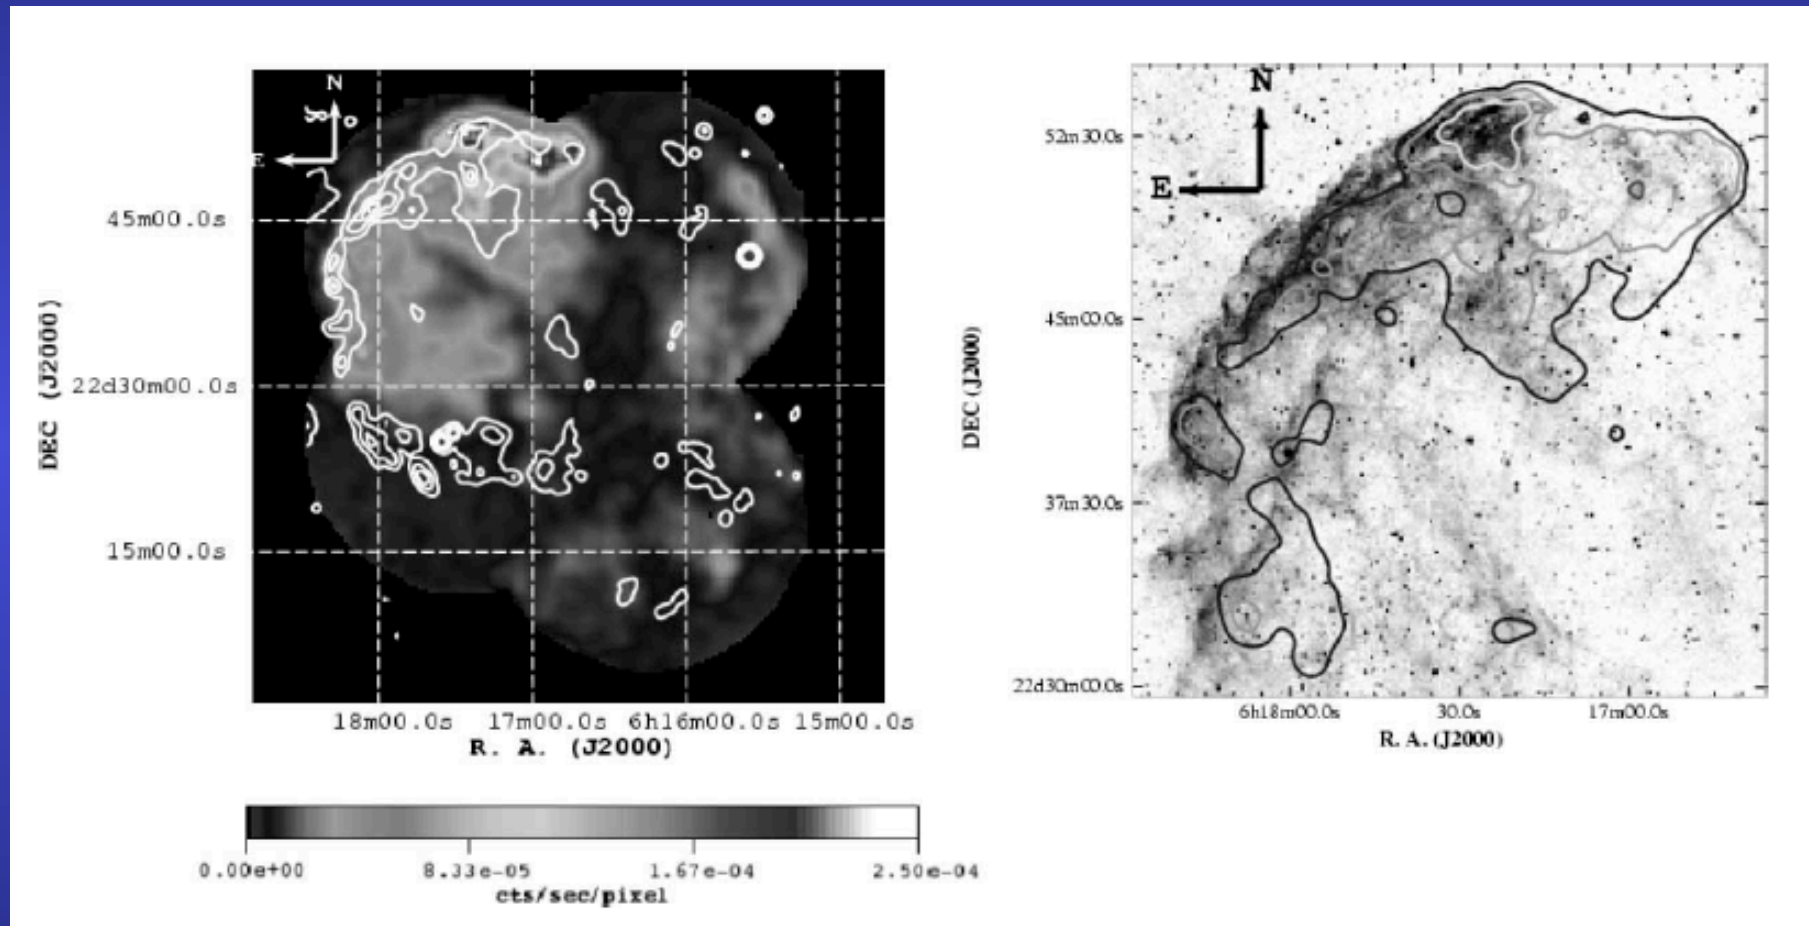 N
E
45m00.0s
22d30m00.0s
15m00.0s
DEC (J2000)
18m00.0s 17m00.0s 6h16m00.0s 15m00.0s
R. A. (J2000)
0.00e+00 8.33e-05 1.67e-04 2.50e-04
cts/sec/pixel
N
E
52m30.0s
45m00.0s
37m30.0s
22d30m00.0s
DEC (J2000)
6h18m00.0s 30.0s 17m00.0s
R. A. (J2000)